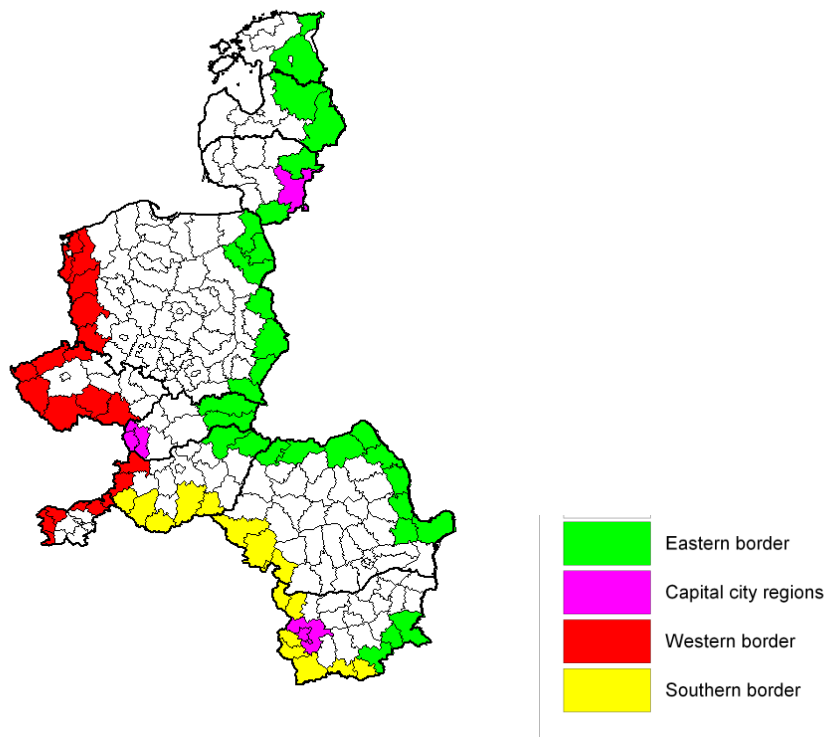 Eastern border
Capital city regions
Western border
Southern border